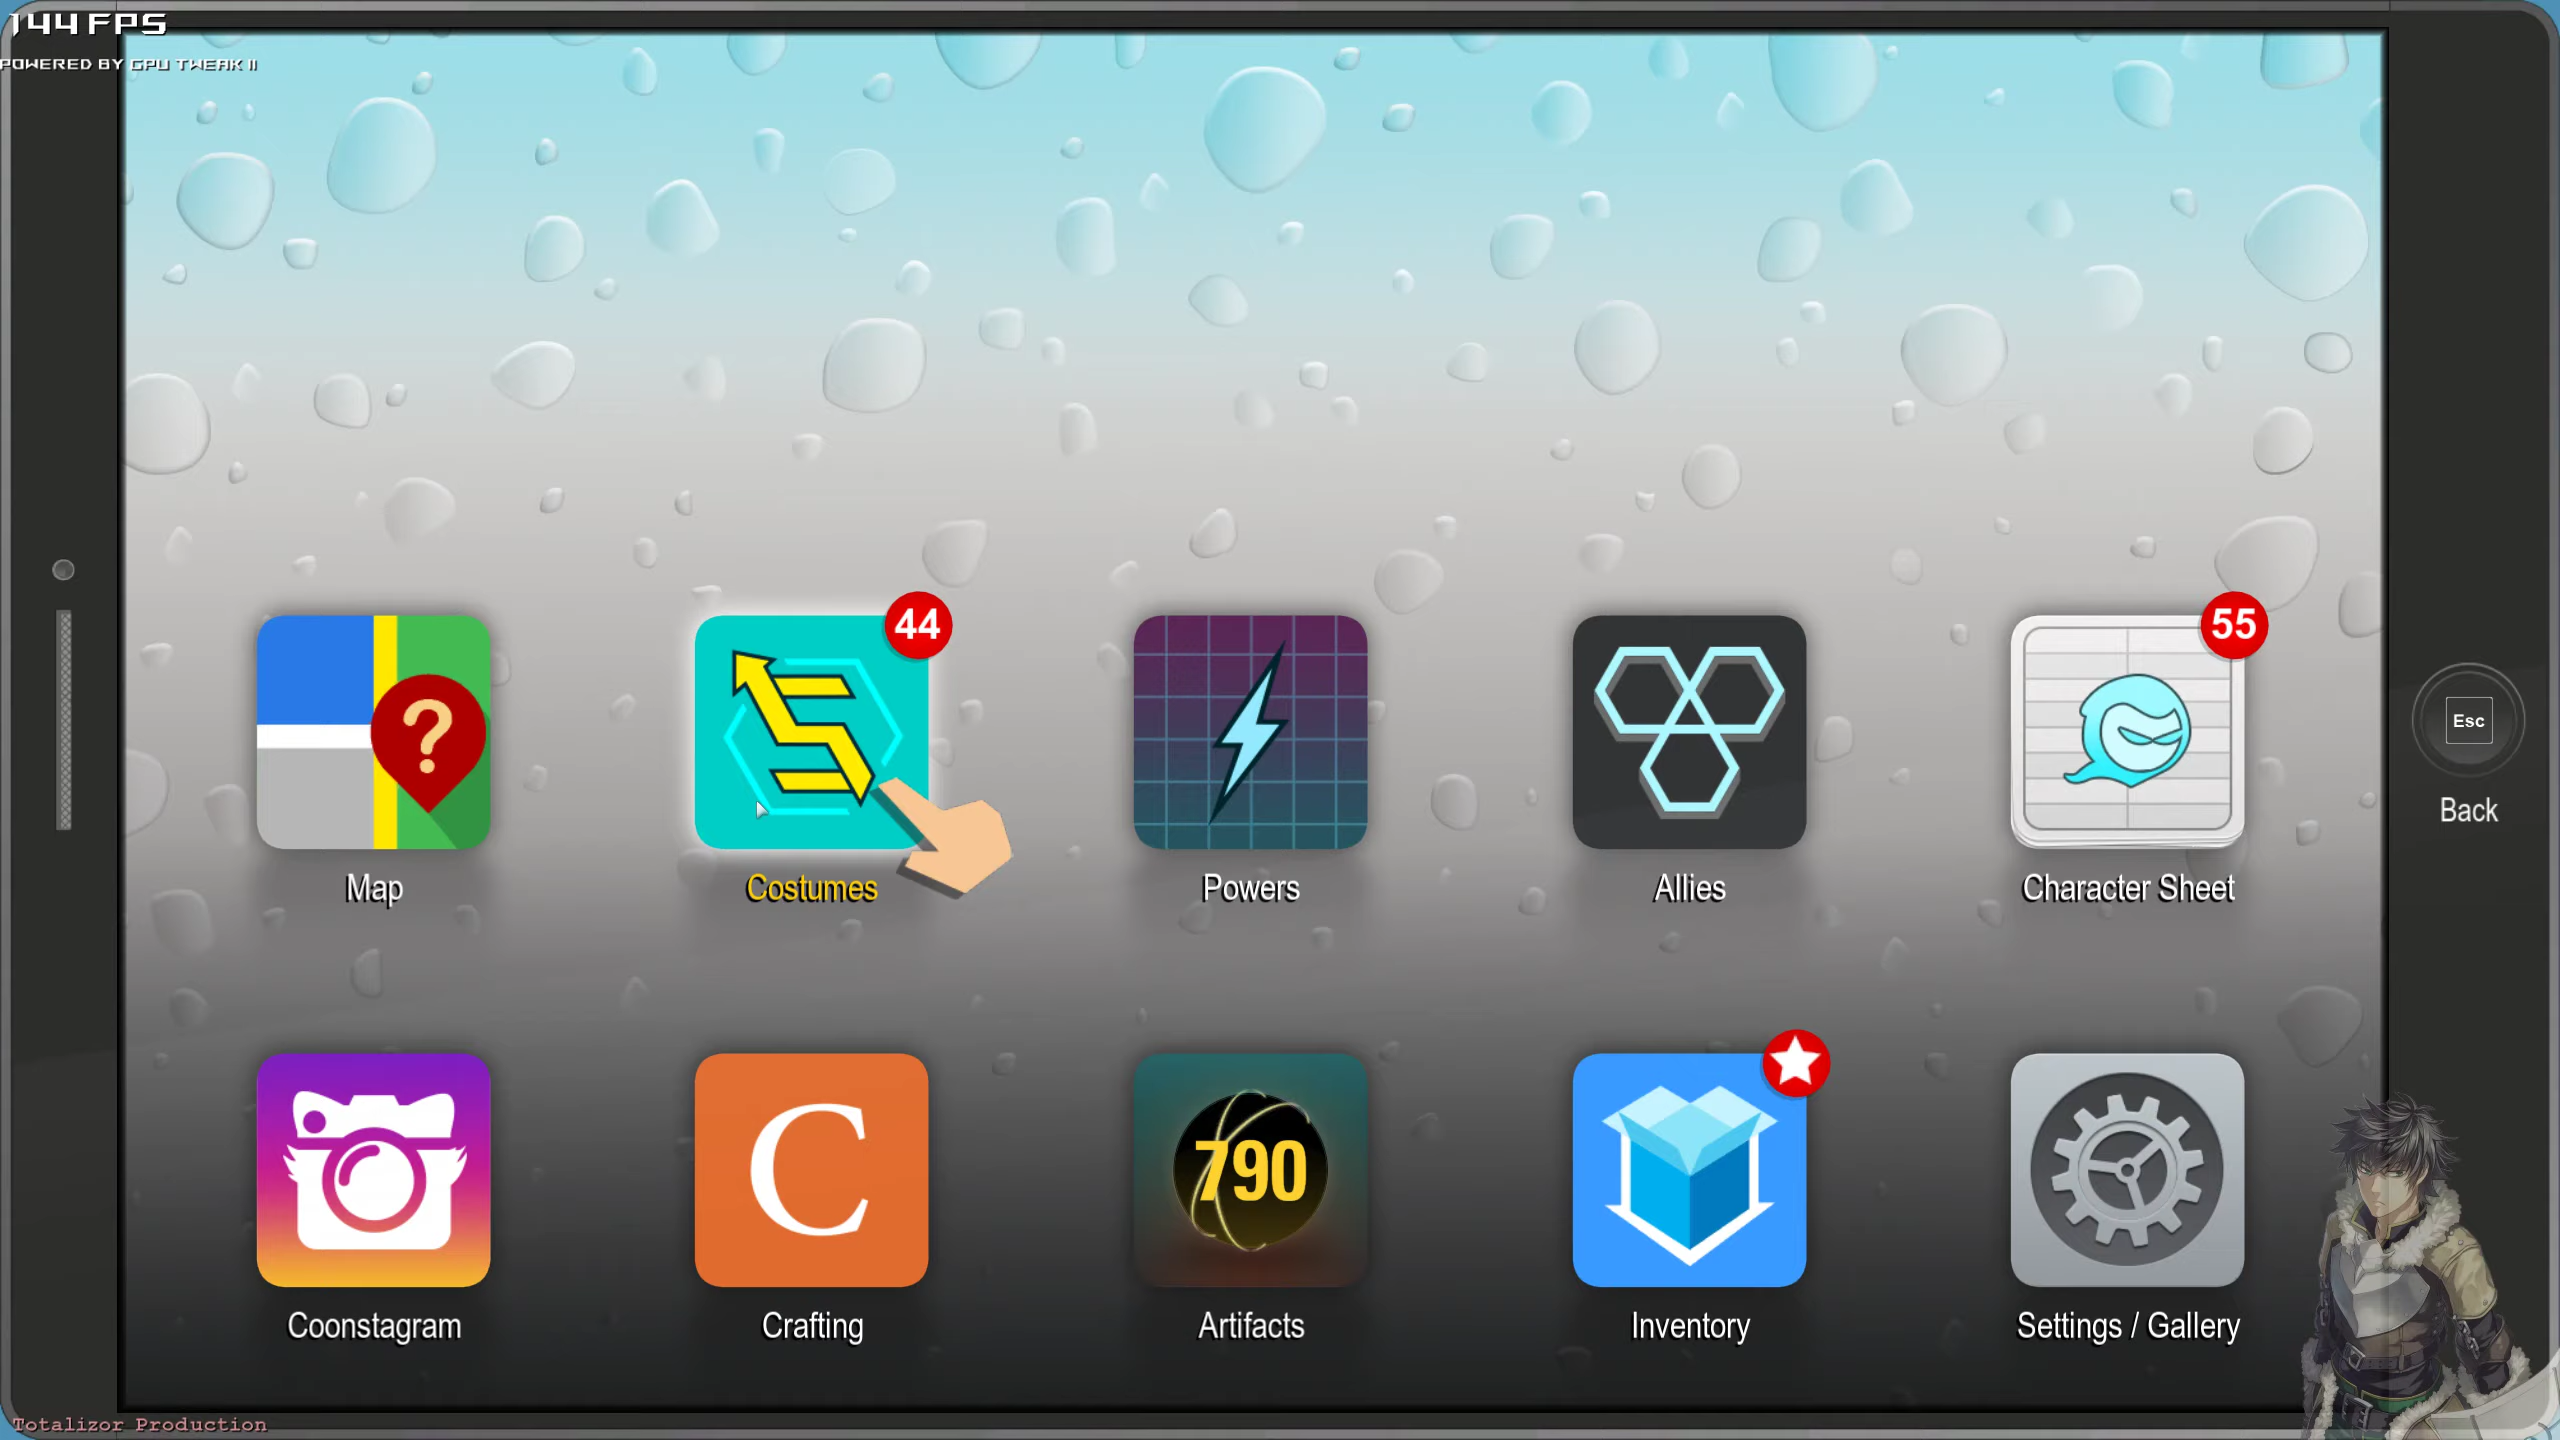 144 FPS
POWERED BY GPU TWEAK II
44
55
?
Esc
Back
Map
Costumes
Powers
Allies
Character Sheet
C
790
Coonstagram
Crafting
Artifacts
Inventory
Settings / Gallery
Totalizor Production